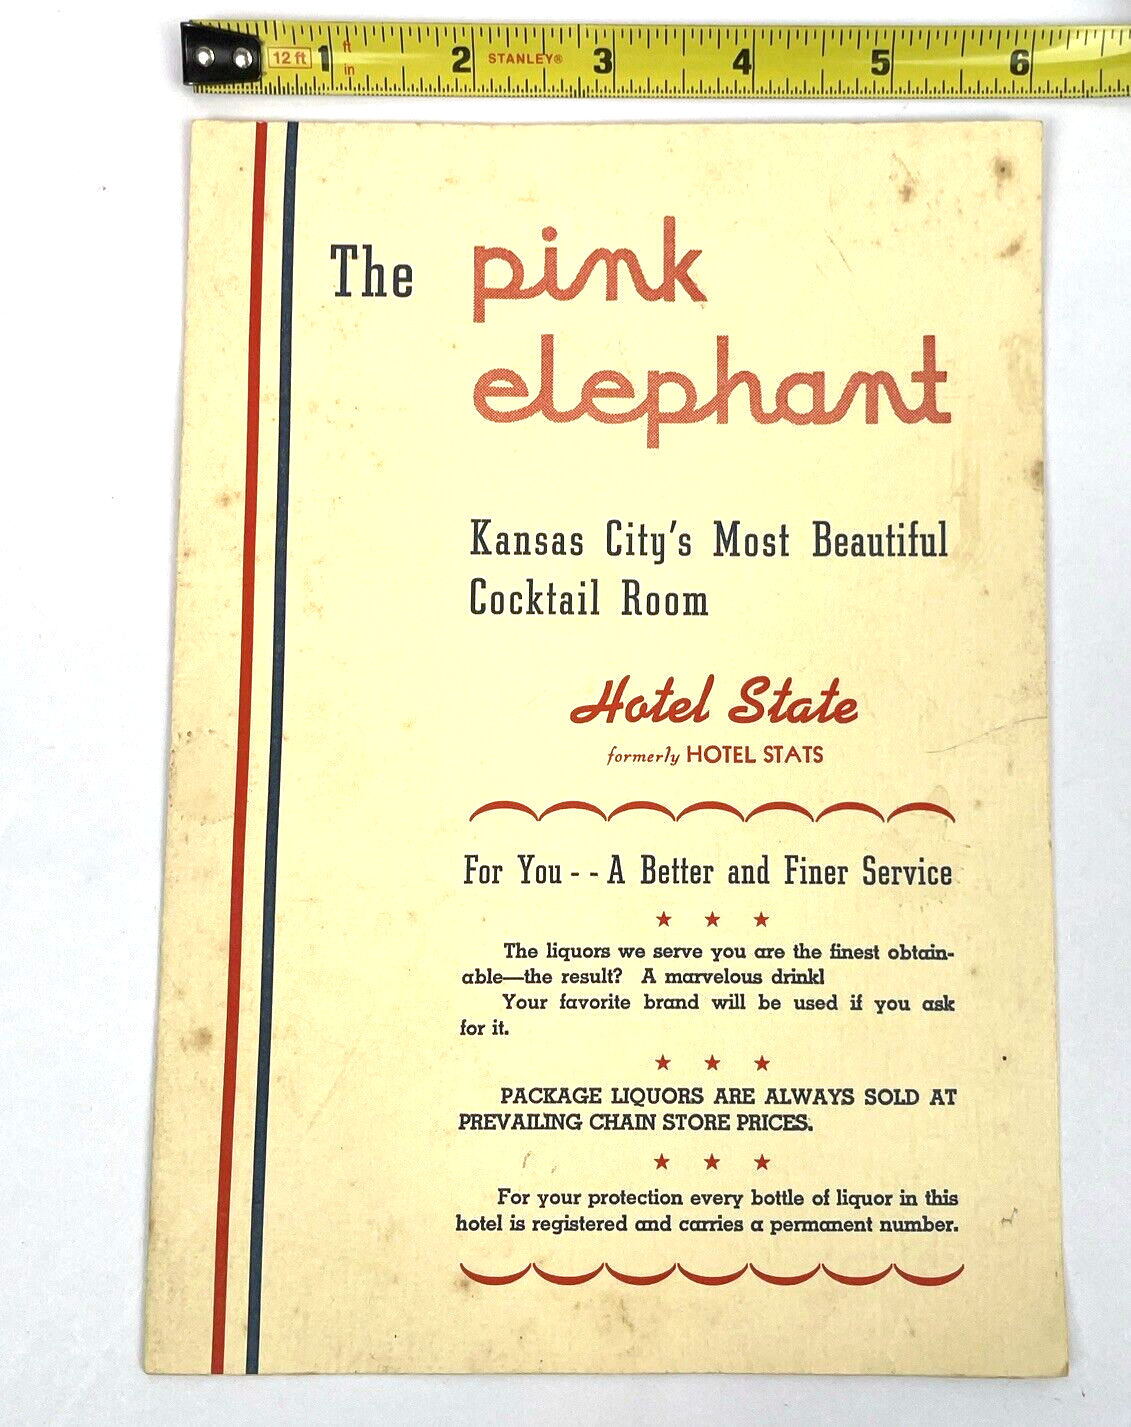 12 ft 1 ft in 2 STANLEY® 3 4 5 6
The pink
elephant
Kansas City's Most Beautiful
Cocktail Room
Hotel State
formerly HOTEL STATS
For You - - A Better and Finer Service
★ ★ ★
The liquors we serve you are the finest obtain-
able—the result? A marvelous drink!
Your favorite brand will be used if you ask
for it.
★ ★ ★
PACKAGE LIQUORS ARE ALWAYS SOLD AT
PREVAILING CHAIN STORE PRICES.
★ ★ ★
For your protection every bottle of liquor in this
hotel is registered and carries a permanent number.